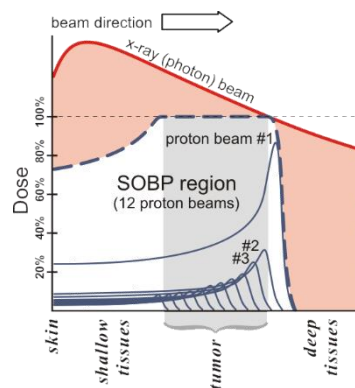 beam direction
x-ray (photon) beam
100%
proton beam #1
80%
SOBP region
(12 proton beams)
Dose
60%
40%
#2
#3
20%
skin
shallow
tissues
tumor
deep
tissues